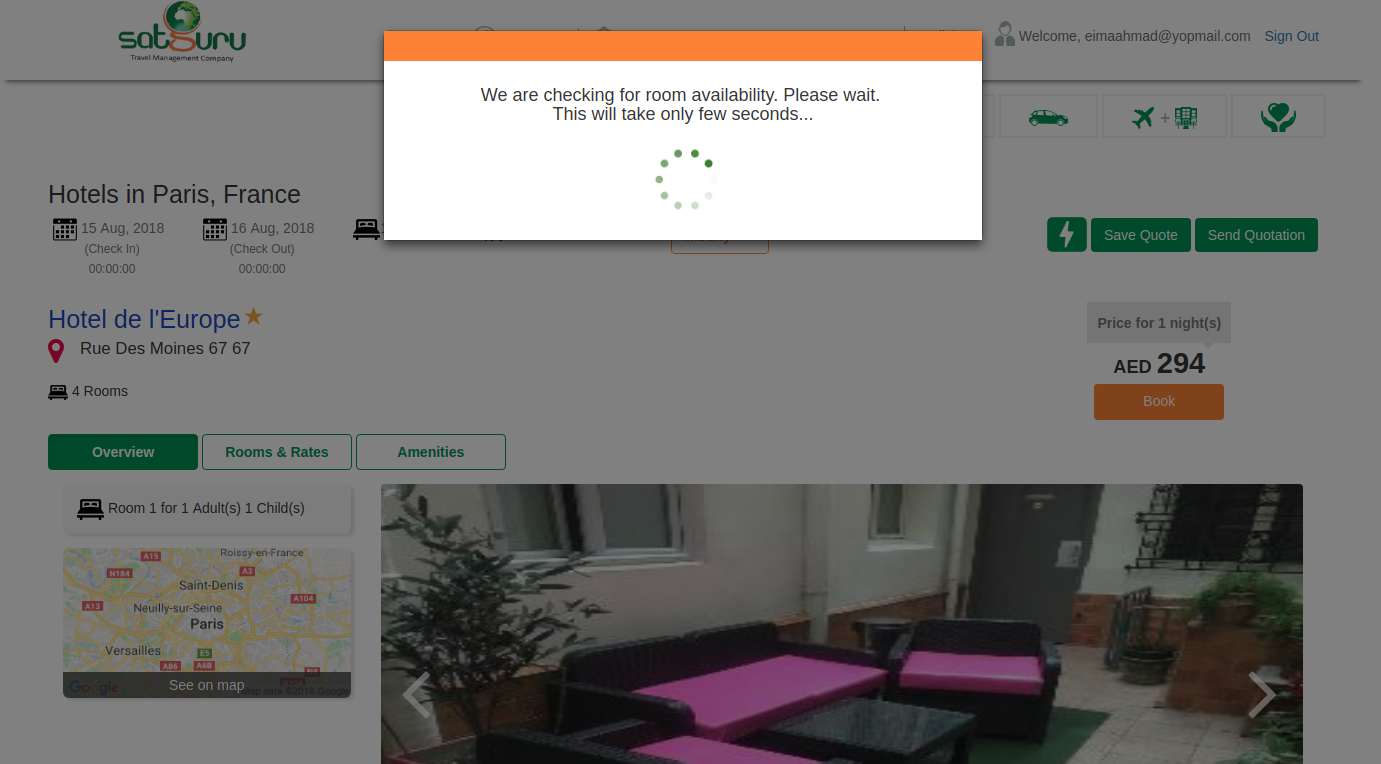 satguru
Travel Management Company
Welcome, eimaahmad@yopmail.com Sign Out
We are checking for room availability. Please wait.
This will take only few seconds...
+
Hotels in Paris, France
15 Aug, 2018
(Check In)
00:00:00
16 Aug, 2018
(Check Out)
00:00:00
Save Quote
Send Quotation
Hotel de l'Europe
Rue Des Moines 67 67
4 Rooms
Price for 1 night(s)
AED 294
Book
Overview
Rooms & Rates
Amenities
Room 1 for 1 Adult(s) 1 Child(s)
Roissy-en-France
A15
N184
A3
Saint-Denis
A104
A13
Neuilly-sur-Seine
Paris
Versailles
E5
A86
A6B
N4
Google
See on map
Map data ©2018 Google